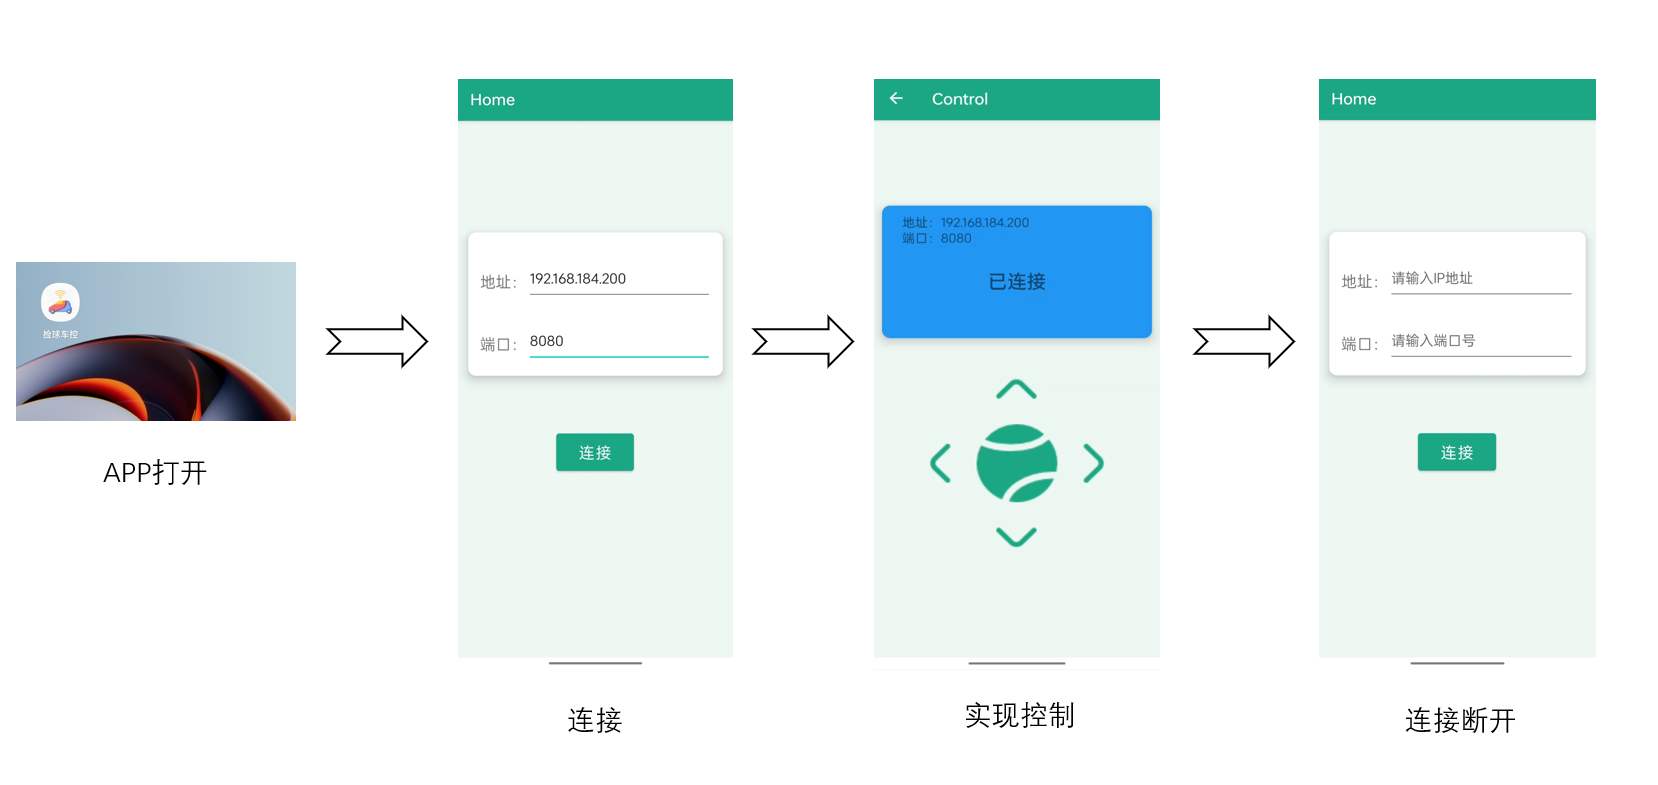 捡球车控
APP打开
Home
地址：
192.168.184.200
端口：
8080
连接
连接
Control
地址：192.168.184.200
端口：8080
已连接
实现控制
Home
地址：
请输入IP地址
端口：
请输入端口号
连接
连接断开